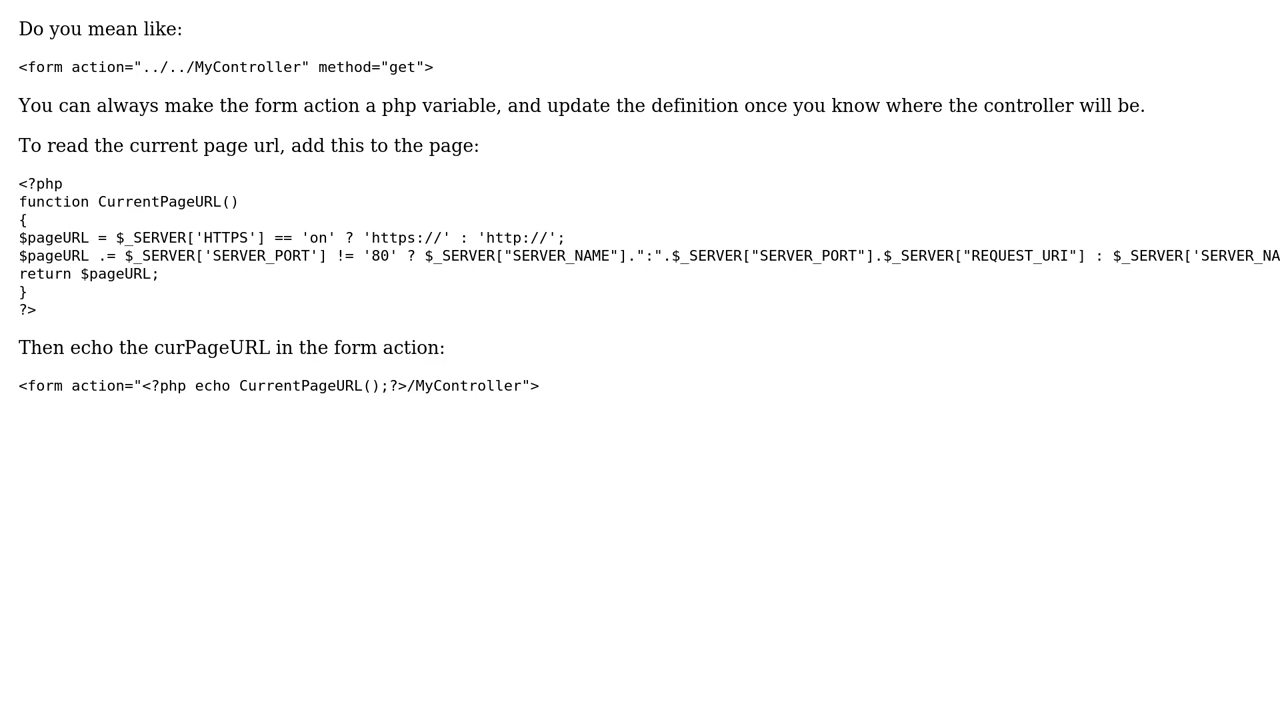 Do you mean like:
<form action="../../MyController" method="get">
You can always make the form action a php variable, and update the definition once you know where the controller will be.
To read the current page url, add this to the page:
<?php
function CurrentPageURL()
{
$pageURL = $_SERVER['HTTPS'] == 'on' ? 'https://' : 'http://';
$pageURL .= $_SERVER['SERVER_PORT'] != '80' ? $_SERVER["SERVER_NAME"].":".$_SERVER["SERVER_PORT"].$_SERVER["REQUEST_URI"] : $_SERVER['SERVER_NA
return $pageURL;
}
?>
Then echo the curPageURL in the form action:
<form action="<?php echo CurrentPageURL();?>/MyController">